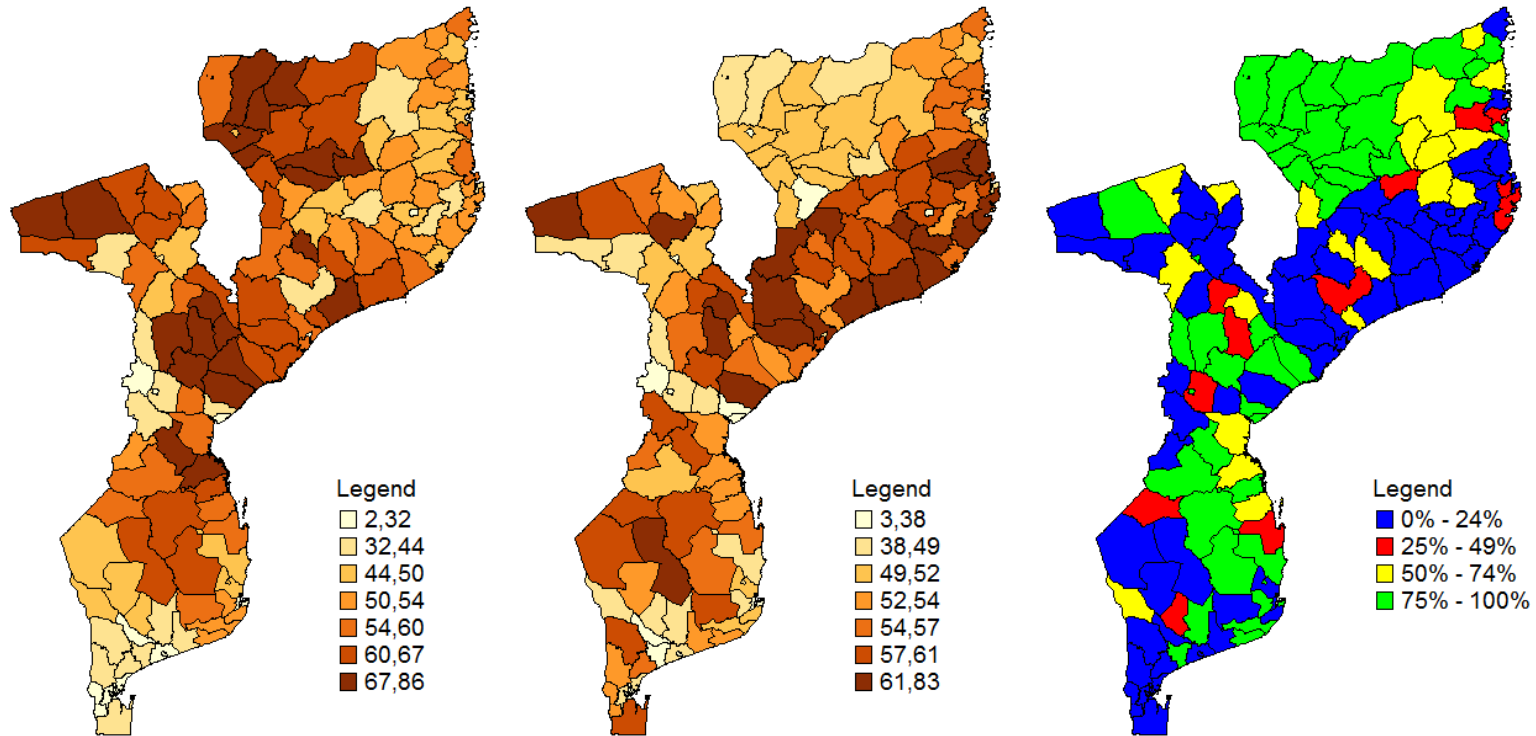 Legend
2,32
32,44
44,50
50,54
54,60
60,67
67,86
Legend
3,38
38,49
49,52
52,54
54,57
57,61
61,83
Legend
0% - 24%
25% - 49%
50% - 74%
75% - 100%